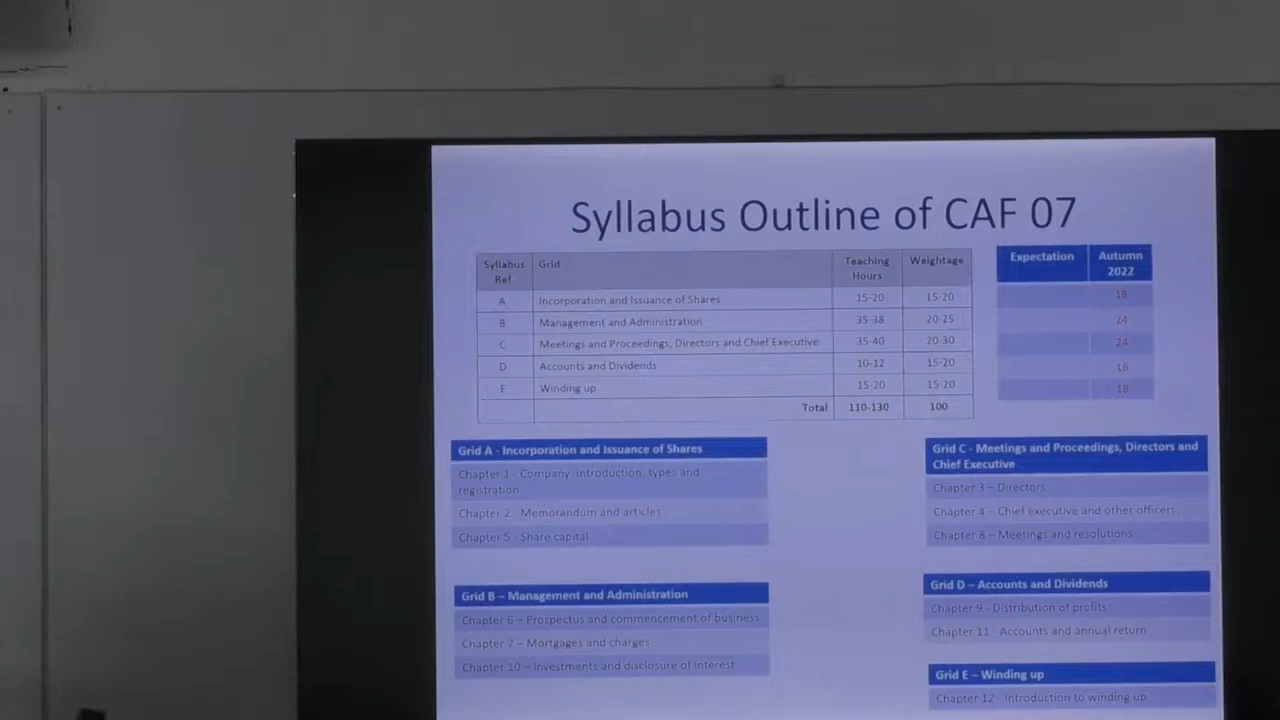 Syllabus Outline of CAF 07
Syllabus Ref. Grid Teaching Hours Weightage
A Incorporation and Issuance of Shares 15-20 15-20
B Management and Administration 35-38 20-25
C Meetings and Proceedings, Directors and Chief Executive 35-40 20-30
D Accounts and Dividends 10-12 15-20
E Winding up 15-20 15-20
Total 110-130 100
Expectation Autumn 2022
18
24
24
16
18
Grid A - Incorporation and Issuance of Shares
Chapter 1 - Company, introduction, types and
registration
Chapter 2 - Memorandum and articles
Chapter 5 - Share capital
Grid B – Management and Administration
Chapter 6 – Prospectus and commencement of business
Chapter 7 – Mortgages and charges
Chapter 10 – Investments and disclosure of interest
Grid C - Meetings and Proceedings, Directors and
Chief Executive
Chapter 3 – Directors
Chapter 4 – Chief executive and other officers
Chapter 8 – Meetings and resolutions
Grid D – Accounts and Dividends
Chapter 9 - Distribution of profits
Chapter 11 - Accounts and annual return
Grid E – Winding up
Chapter 12 - Introduction to winding up